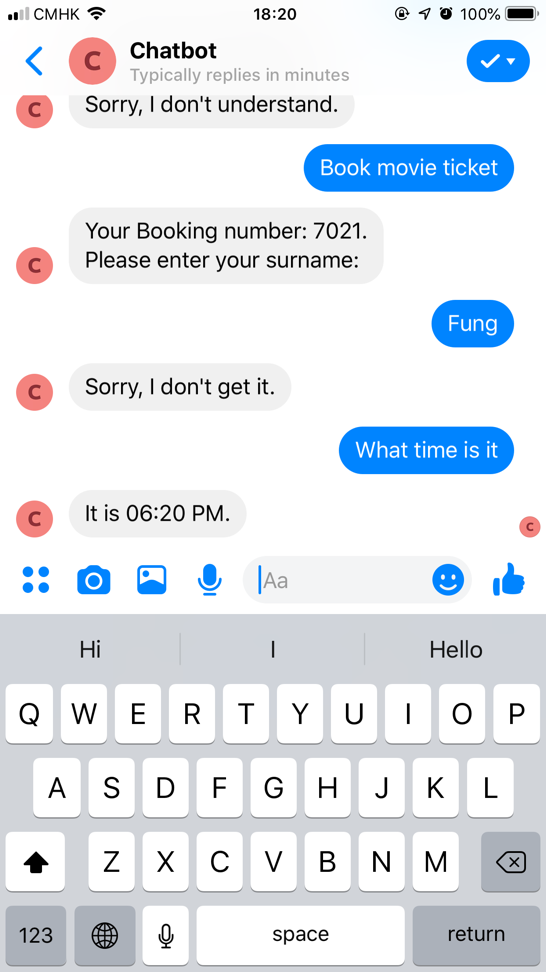 CMHK 18:20 100%
C Chatbot
Typically replies in minutes
C Sorry, I don't understand.
Book movie ticket
Your Booking number: 7021.
C Please enter your surname:
Fung
C Sorry, I don't get it.
What time is it
C It is 06:20 PM.
C
Aa
Hi I Hello
Q W E R T Y U I O P
A S D F G H J K L
Z X C V B N M
123 space return